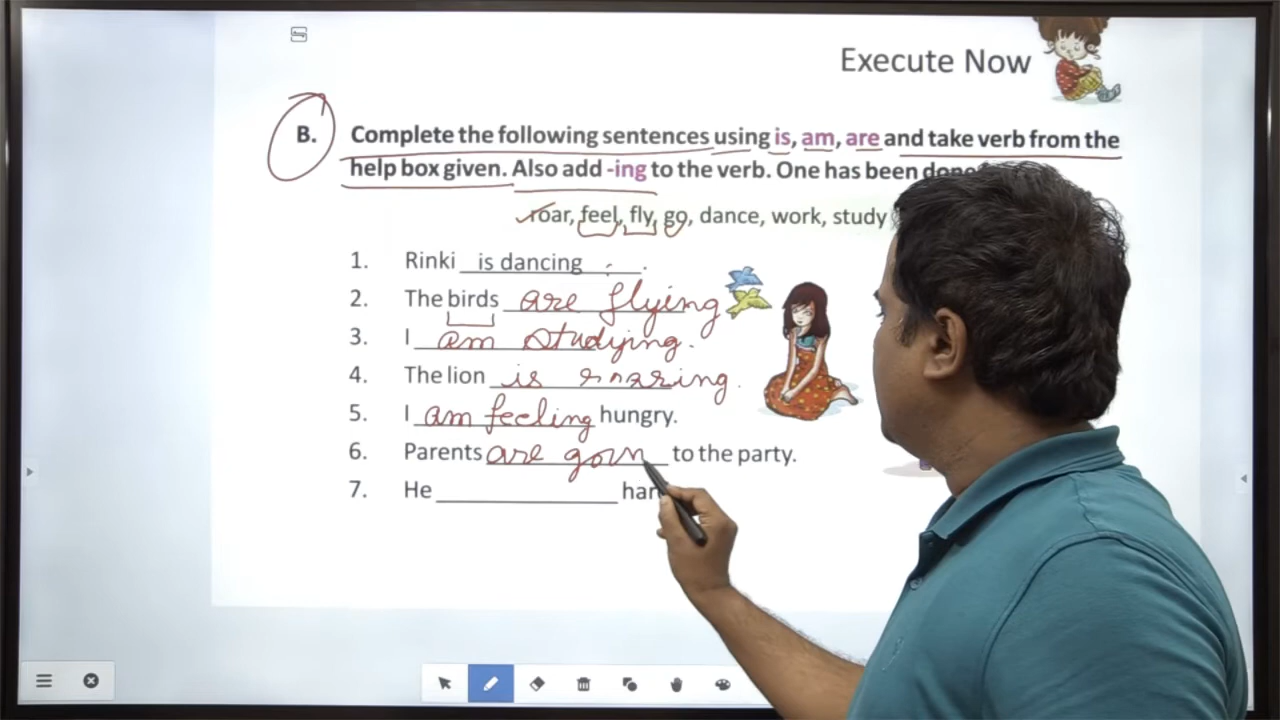 Execute Now
B. Complete the following sentences using is, am, are and take verb from the
help box given. Also add -ing to the verb. One has been
roar, feel, fly, go, dance, work, study
1. Rinki is dancing .
2. The birds are flying
3. I am studying.
4. The lion is roaring.
5. I am feeling hungry.
6. Parents are goin to the party.
7. He